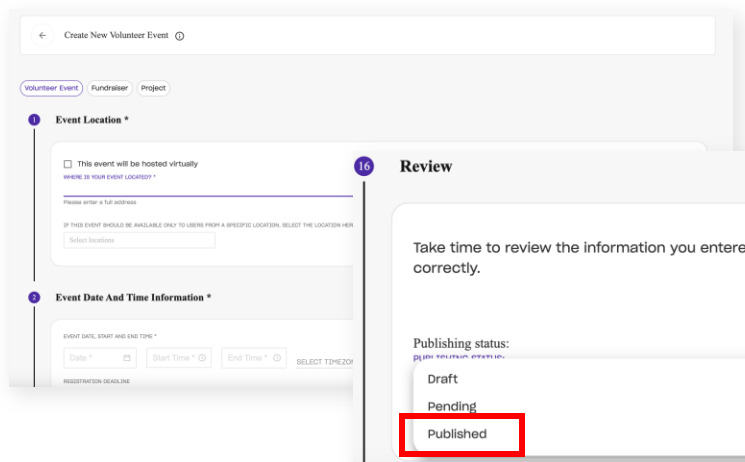 Create New Volunteer Event
Volunteer Event Fundraiser Project
1 Event Location *
This event will be hosted virtually
WHERE IS YOUR EVENT LOCATED? *
Please enter a full address
IF THIS EVENT SHOULD BE AVAILABLE ONLY TO USERS FROM A SPECIFIC LOCATION, SELECT THE LOCATION HER
Select locations
2 Event Date And Time Information *
EVENT DATE, START AND END TIME *
Date * Start Time * End Time * SELECT TIMEZON
REGISTRATION DEADLINE
16 Review
Take time to review the information you entere
correctly.
Publishing status:
PUBLISHING STATUS:
Draft
Pending
Published